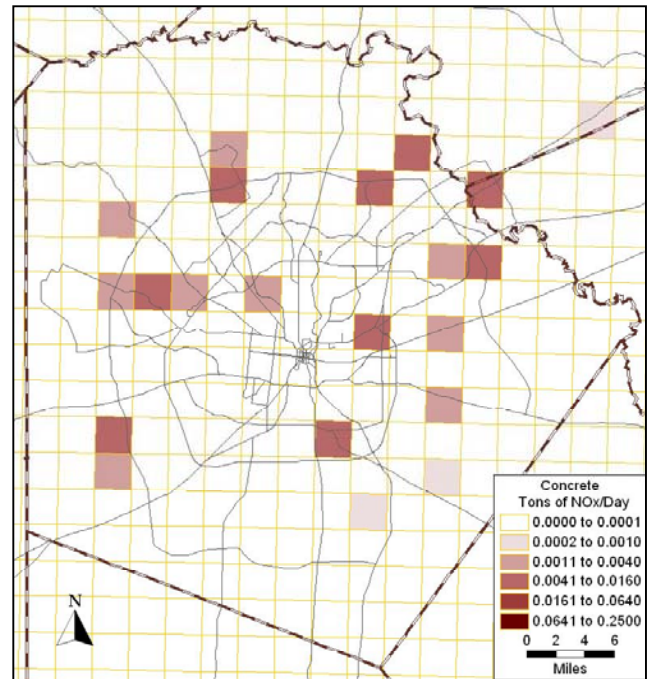 N
Concrete
Tons of NOx/Day
0.0000 to 0.0001
0.0002 to 0.0010
0.0011 to 0.0040
0.0041 to 0.0160
0.0161 to 0.0640
0.0641 to 0.2500
0 2 4 6
Miles